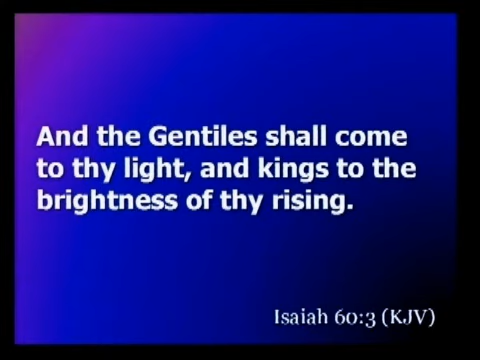 And the Gentiles shall come
to thy light, and kings to the
brightness of thy rising.
Isaiah 60:3 (KJV)